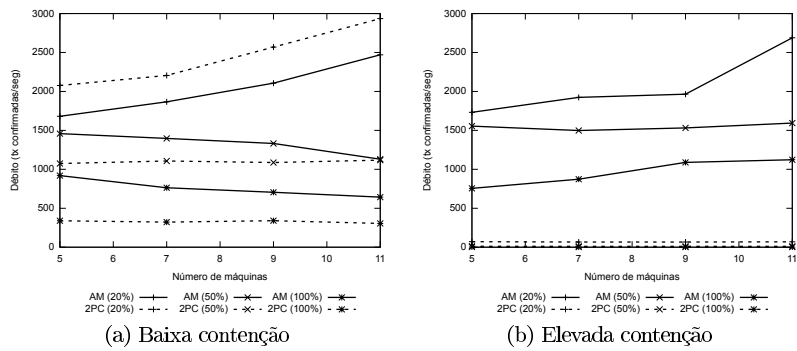 3000
2500
2000
1500
1000
500
0
5 6 7 8 9 10 11
Débito (tx confirmadas/seg)
Número de máquinas
AM (20%) AM (50%) AM (100%)
2PC (20%) 2PC (50%) 2PC (100%)
(a) Baixa contenção
3000
2500
2000
1500
1000
500
0
5 6 7 8 9 10 11
Débito (tx confirmadas/seg)
Número de máquinas
AM (20%) AM (50%) AM (100%)
2PC (20%) 2PC (50%) 2PC (100%)
(b) Elevada contenção